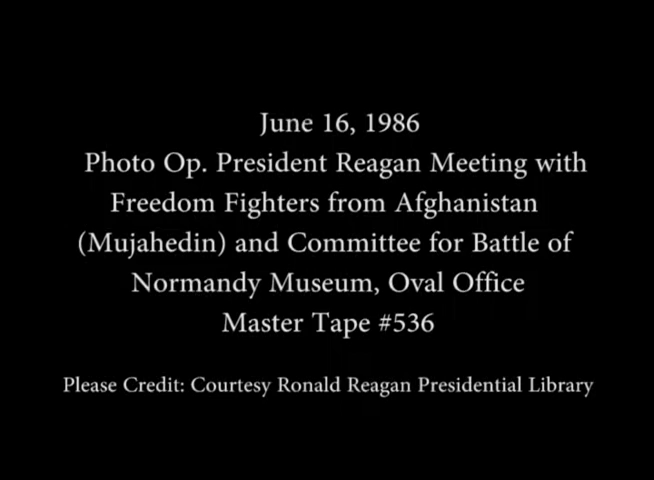 June 16, 1986
Photo Op. President Reagan Meeting with
Freedom Fighters from Afghanistan
(Mujahedin) and Committee for Battle of
Normandy Museum, Oval Office
Master Tape #536
Please Credit: Courtesy Ronald Reagan Presidential Library